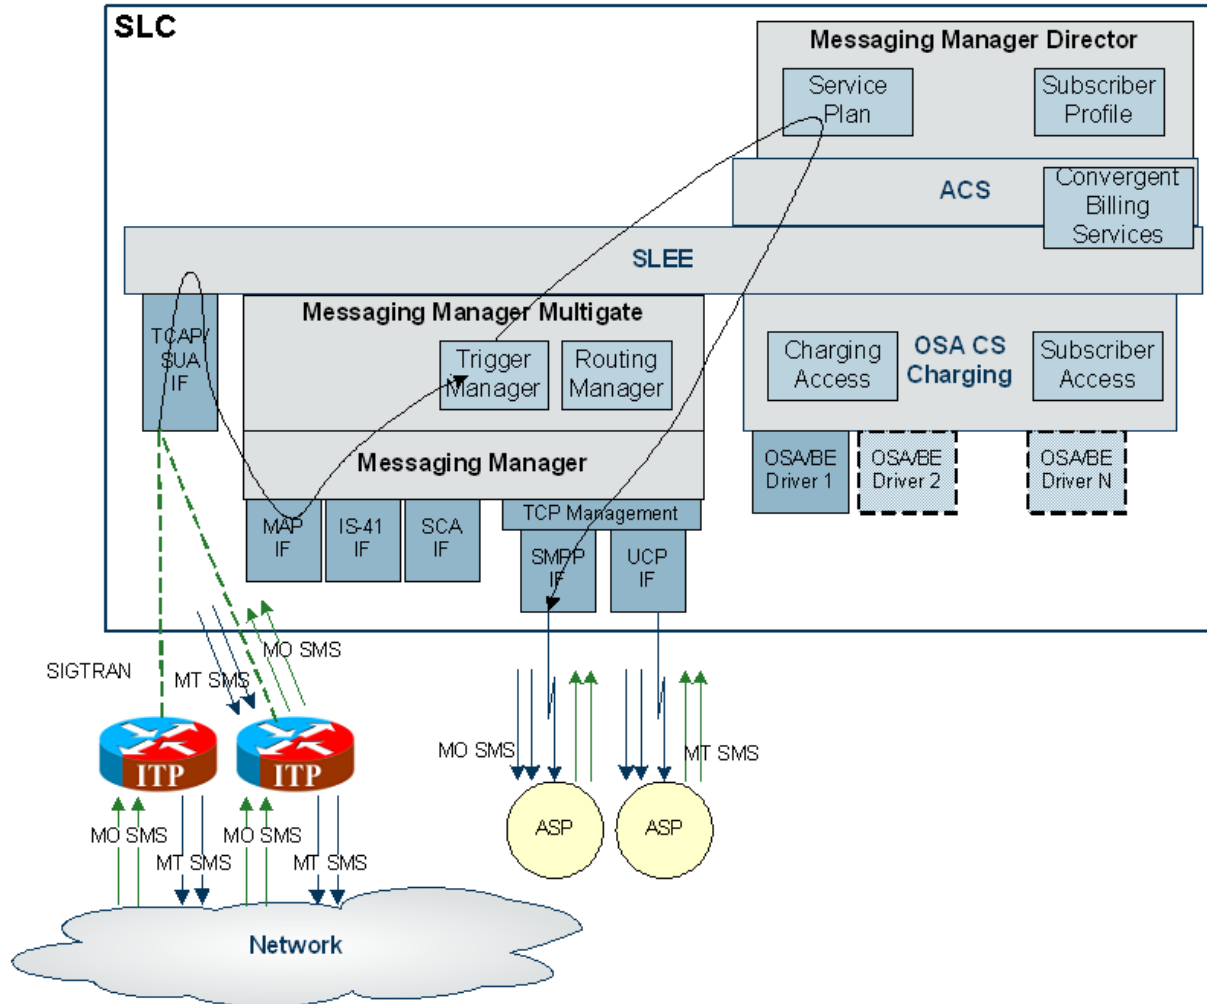 SLC
Messaging Manager Director
Service
Plan
Subscriber
Profile
ACS
Convergent
Billing
Services
SLEE
TCAP/
SUA
IF
Messaging Manager Multigate
Trigger
Manager
Routing
Manager
Charging
Access
OSA CS
Charging
Subscriber
Access
Messaging Manager
OSA/BE
Driver 1
OSA/BE
Driver 2
OSA/BE
Driver N
MAP
IF
IS-41
IF
SCA
IF
TCP Management
SMPP
IF
UCP
IF
SIGTRAN
MT SMS
MO SMS
MO SMS
MT SMS
ITP
ITP
MO SMS
MT SMS
MO SMS
MT SMS
ASP
ASP
Network